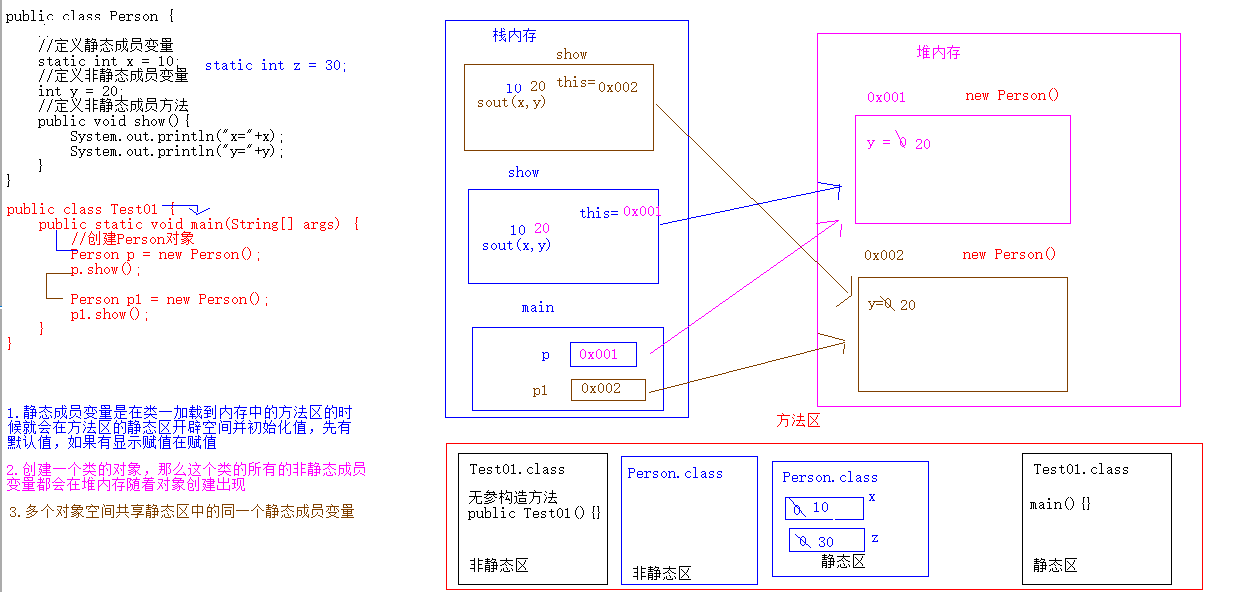 public class Person {
//定义静态成员变量
static int x = 10;
static int z = 30;
//定义非静态成员变量
int y = 20;
//定义非静态成员方法
public void show(){
System.out.println("x="+x);
System.out.println("y="+y);
}
}
public class Test01 {
public static void main(String[] args) {
//创建Person对象
Person p = new Person();
p.show();
Person p1 = new Person();
p1.show();
}
}
1.静态成员变量是在类一加载到内存中的方法区的时
候就会在方法区的静态区开辟空间并初始化值，先有
默认值，如果有显示赋值在赋值
2.创建一个类的对象，那么这个类的所有的非静态成员
变量都会在堆内存随着对象创建出现
3.多个对象空间共享静态区中的同一个静态成员变量
栈内存
show
10 20 this=0x002
sout(x,y)
show
this=0x001
10 20
sout(x,y)
main
p 0x001
p1 0x002
堆内存
0x001 new Person()
y = 0 20
0x002 new Person()
y=0 20
方法区
Test01.class
无参构造方法
public Test01(){}
非静态区
Person.class
非静态区
Person.class
0 10 x
0 30 z
静态区
Test01.class
main(){}
静态区